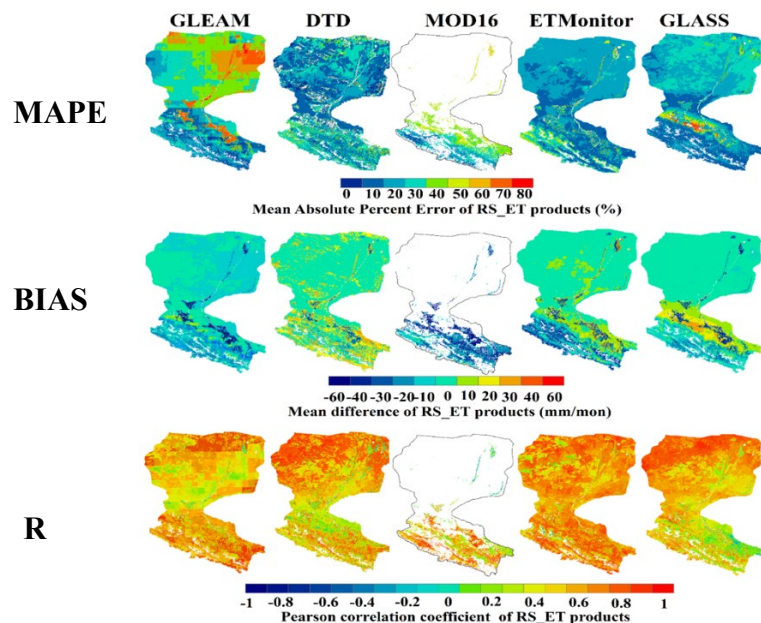 GLEAM DTD MOD16 ETMonitor GLASS
MAPE
0 10 20 30 40 50 60 70 80
Mean Absolute Percent Error of RS_ET products (%)
BIAS
-60 -40 -30 -20 -10 0 10 20 30 40 60
Mean difference of RS_ET products (mm/mon)
R
-1 -0.8 -0.6 -0.4 -0.2 0 0.2 0.4 0.6 0.8 1
Pearson correlation coefficient of RS_ET products